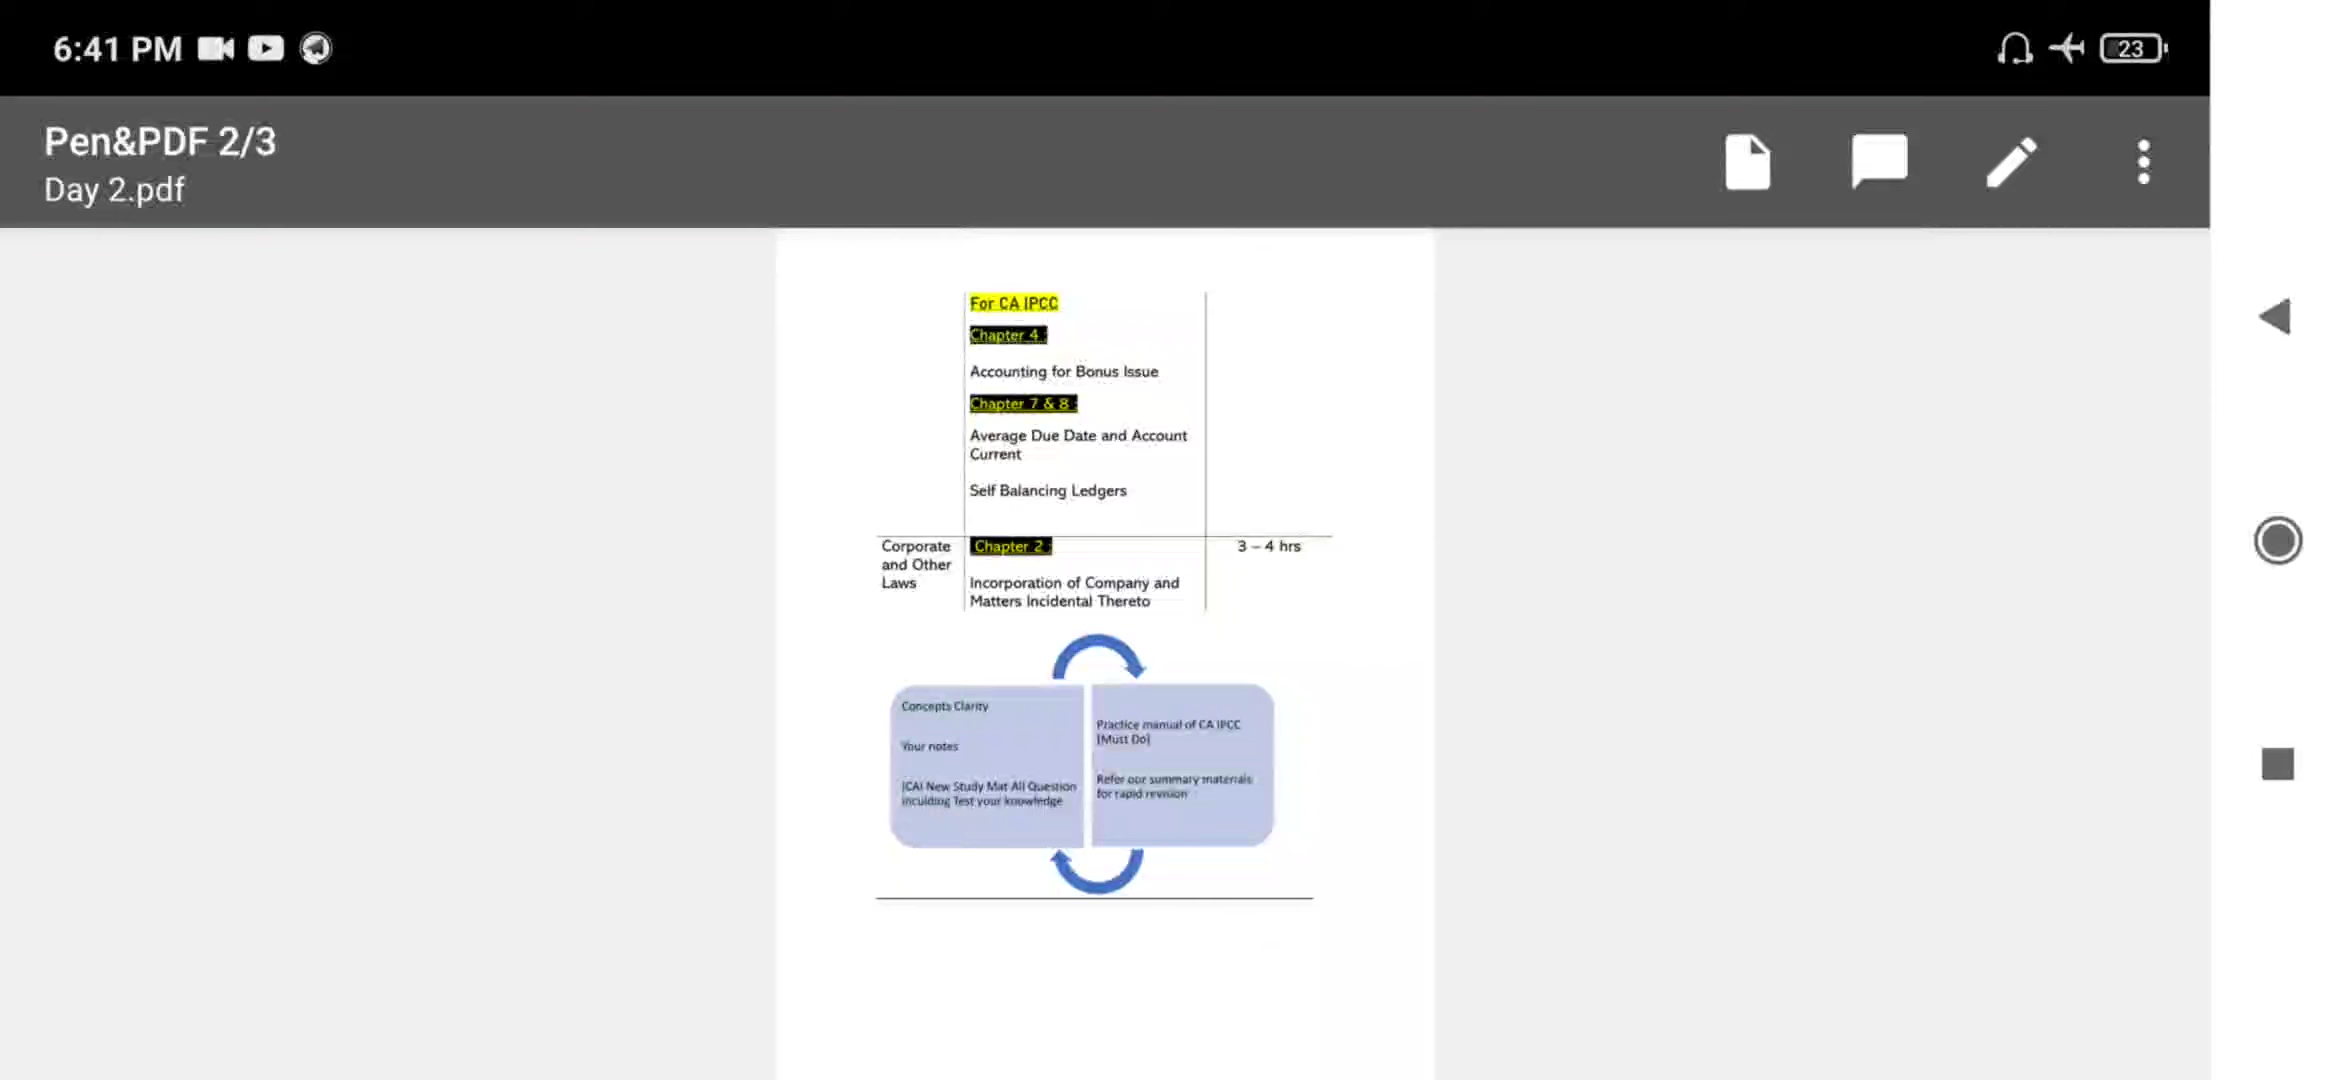 6:41 PM
23
Pen&PDF 2/3
Day 2.pdf
For CA IPCC
Chapter 4 :
Accounting for Bonus Issue
Chapter 7 & 8 :
Average Due Date and Account
Current
Self Balancing Ledgers
Corporate
and Other
Laws
Chapter 2 :
Incorporation of Company and
Matters Incidental Thereto
3 – 4 hrs
Concepts Clarity
Your notes
ICAI New Study Mat All Question
inculding Test your knowledge
Practice manual of CA IPCC
[Must Do]
Refer our summary materials
for rapid revision